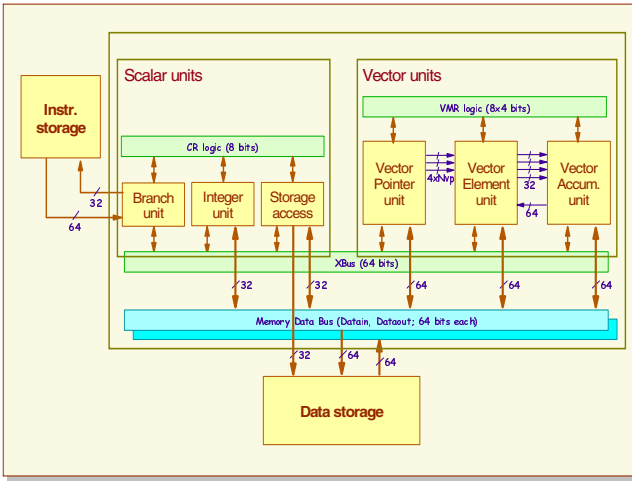 Scalar units
Vector units
Instr.
storage
VMR logic (8x4 bits)
CR logic (8 bits)
Vector
Pointer
unit
4xNvp
Vector
Element
unit
32
64
Vector
Accum.
unit
32
64
Branch
unit
Integer
unit
Storage
access
XBus (64 bits)
32
32
64
64
64
Memory Data Bus (Datain, Dataout; 64 bits each)
32
64
64
Data storage